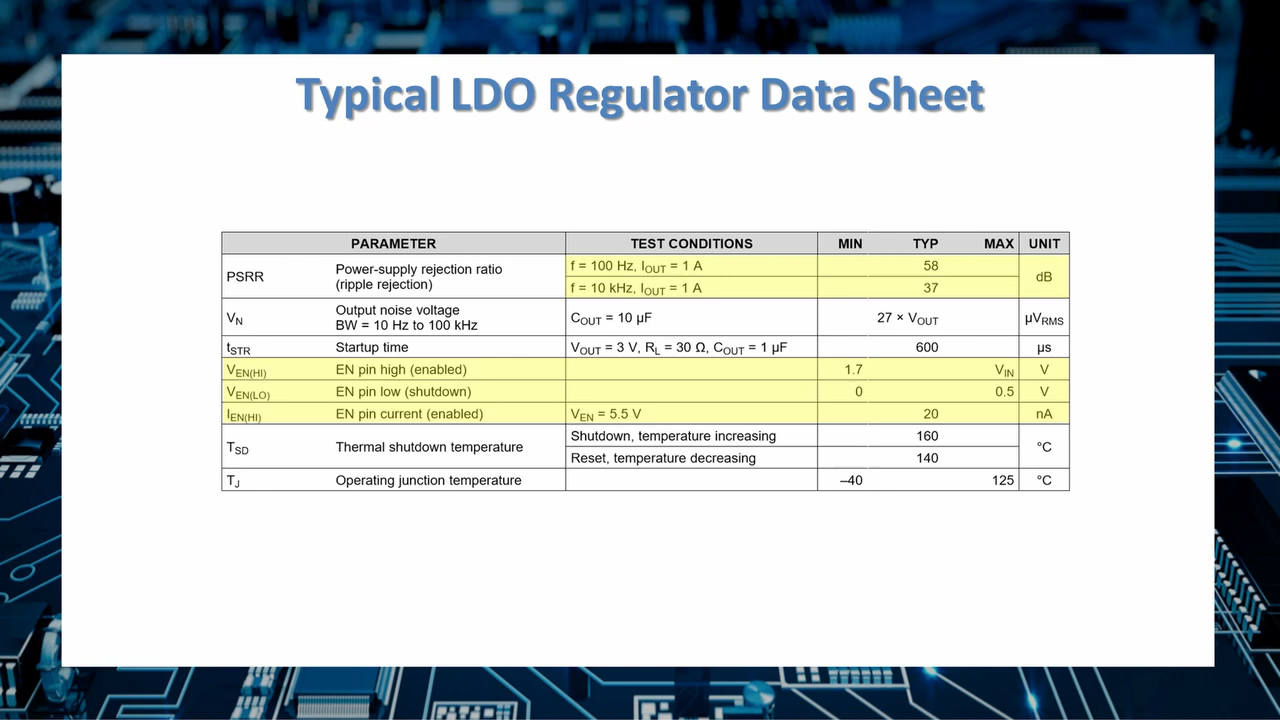 Typical LDO Regulator Data Sheet
PARAMETER TEST CONDITIONS MIN TYP MAX UNIT
PSRR Power-supply rejection ratio (ripple rejection) f = 100 Hz, IOUT = 1 A 58 dB
f = 10 kHz, IOUT = 1 A 37
VN Output noise voltage BW = 10 Hz to 100 kHz COUT = 10 µF 27 × VOUT µVRMS
tSTR Startup time VOUT = 3 V, RL = 30 Ω, COUT = 1 µF 600 µs
VEN(HI) EN pin high (enabled) 1.7 VIN V
VEN(LO) EN pin low (shutdown) 0 0.5 V
IEN(HI) EN pin current (enabled) VEN = 5.5 V 20 nA
TSD Thermal shutdown temperature Shutdown, temperature increasing 160 °C
Reset, temperature decreasing 140
TJ Operating junction temperature –40 125 °C